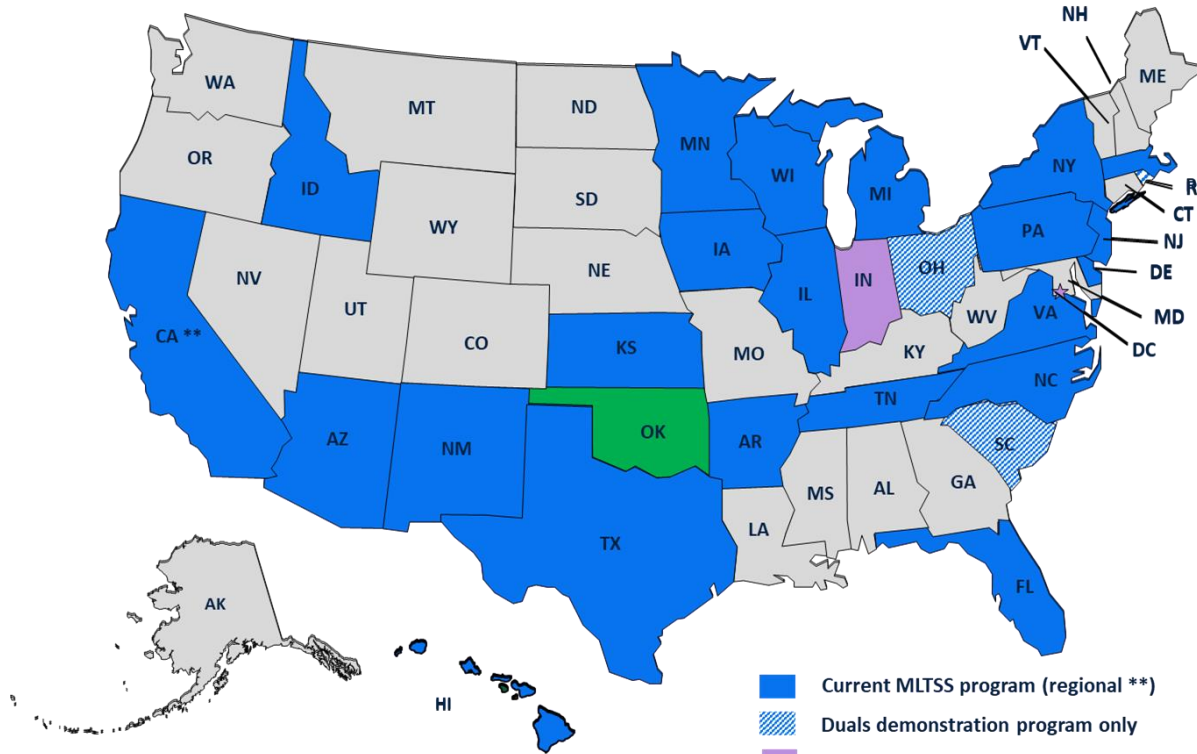 NH
VT
ME
WA
MT
ND
MN
OR
ID
WI
NY
SD
MI
R
WY
CT
IA
PA
NJ
NE
OH
NV
IL
IN
DE
UT
WV
VA
CA **
CO
MD
KS
MO
KY
DC
NC
TN
OK
AZ
NM
AR
SC
MS
AL
GA
LA
TX
FL
AK
HI
Current MLTSS program (regional **)
Duals demonstration program only